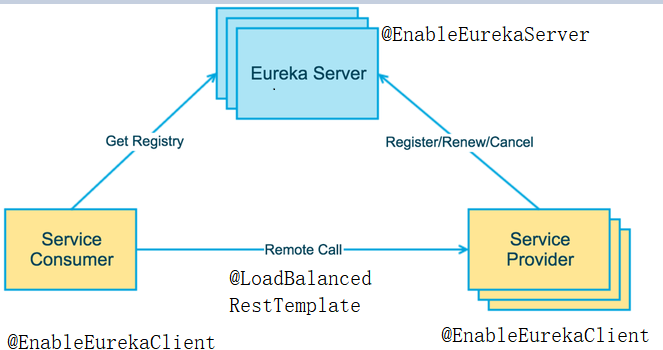 @EnableEurekaServer
Eureka Server
Get Registry
Register/Renew/Cancel
Service
Consumer
Remote Call
Service
Provider
@LoadBalanced
RestTemplate
@EnableEurekaClient
@EnableEurekaClient